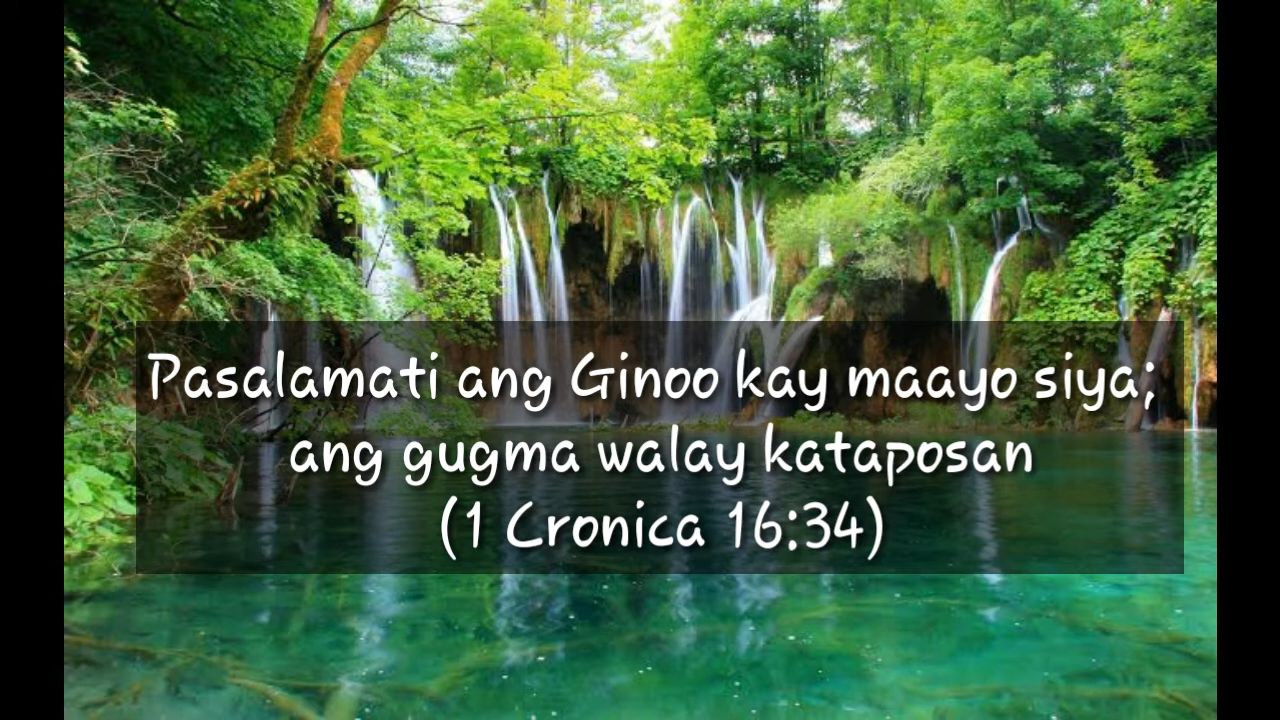 Pasalamati ang Ginoo kay maayo siya;
ang gugma walay kataposan
(1 Cronica 16:34)